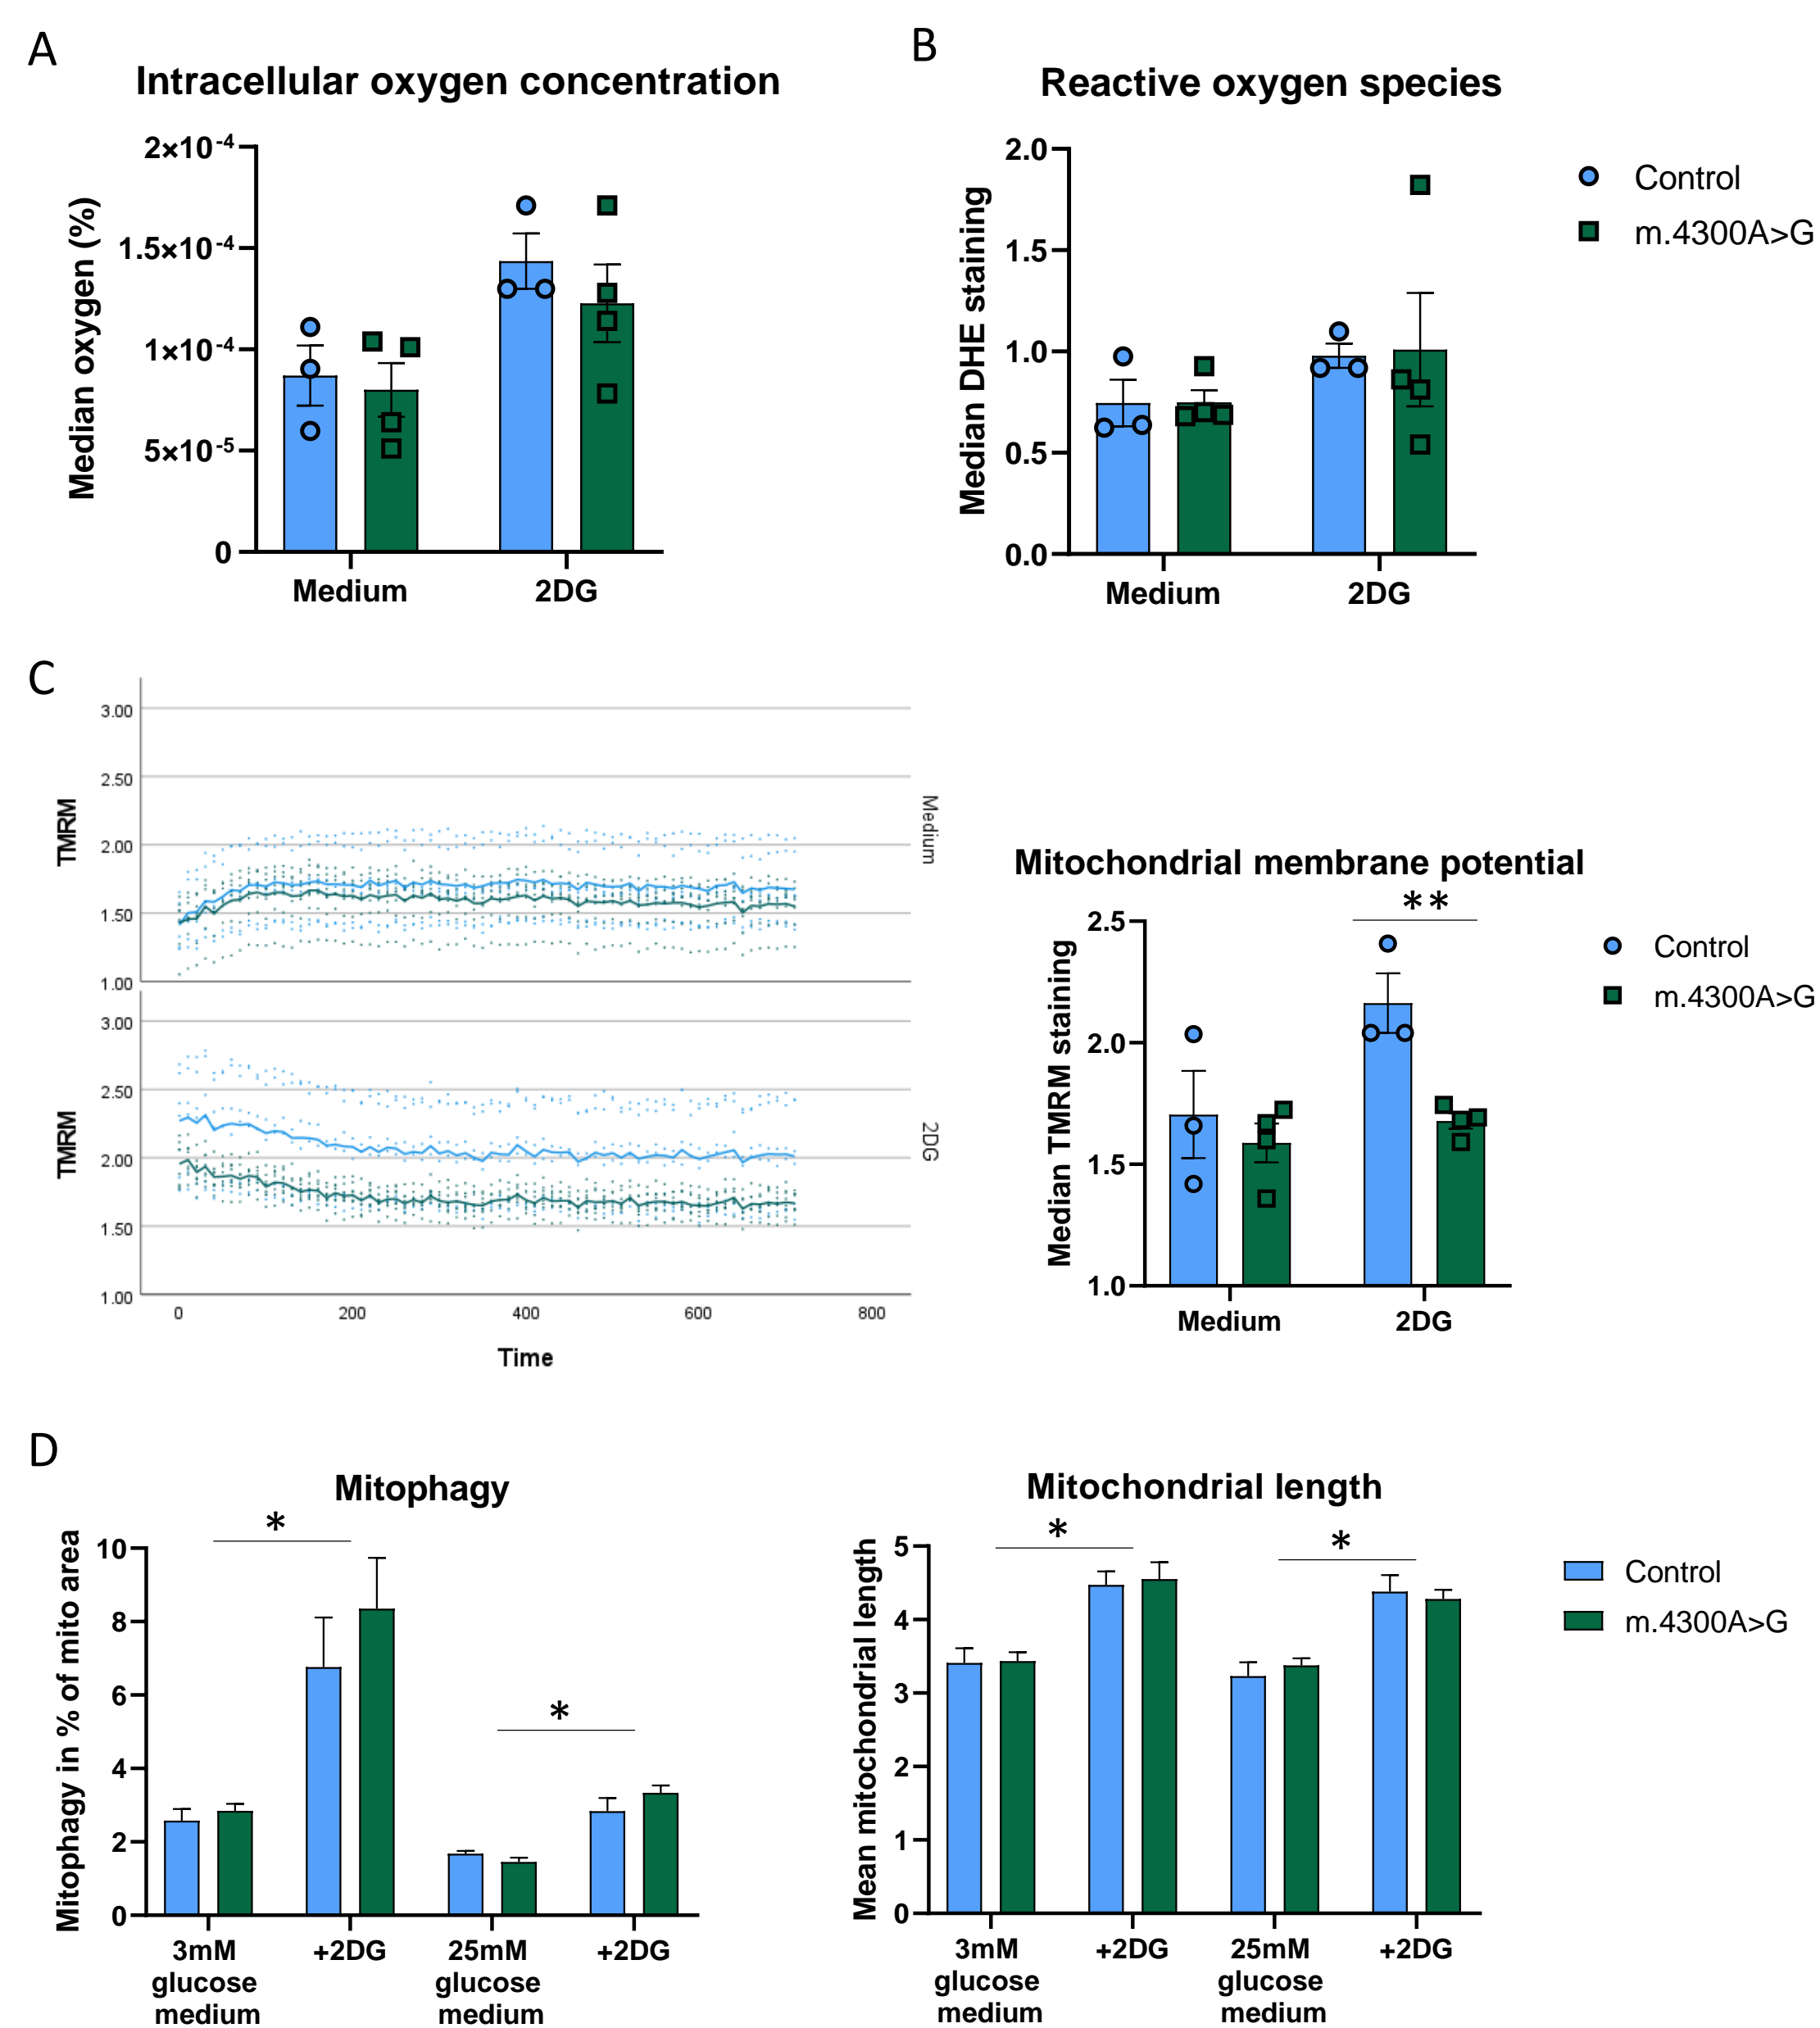 A
Intracellular oxygen concentration
Median oxygen (%)
2×10-4
1.5×10-4
1×10-4
5×10-5
0
Medium
2DG
B
Reactive oxygen species
Median DHE staining
2.0
1.5
1.0
0.5
0.0
Medium
2DG
Control
m.4300A>G
C
TMRM
3.00
2.50
2.00
1.50
1.00
Medium
TMRM
3.00
2.50
2.00
1.50
1.00
2DG
0
200
400
600
800
Time
Mitochondrial membrane potential
**
Median TMRM staining
2.5
2.0
1.5
1.0
Medium
2DG
Control
m.4300A>G
D
Mitophagy
*
*
Mitophagy in % of mito area
10
8
6
4
2
0
3mM
glucose
medium
+2DG
25mM
glucose
medium
+2DG
Mitochondrial length
*
*
Mean mitochondrial length
5
4
3
2
1
0
3mM
glucose
medium
+2DG
25mM
glucose
medium
+2DG
Control
m.4300A>G